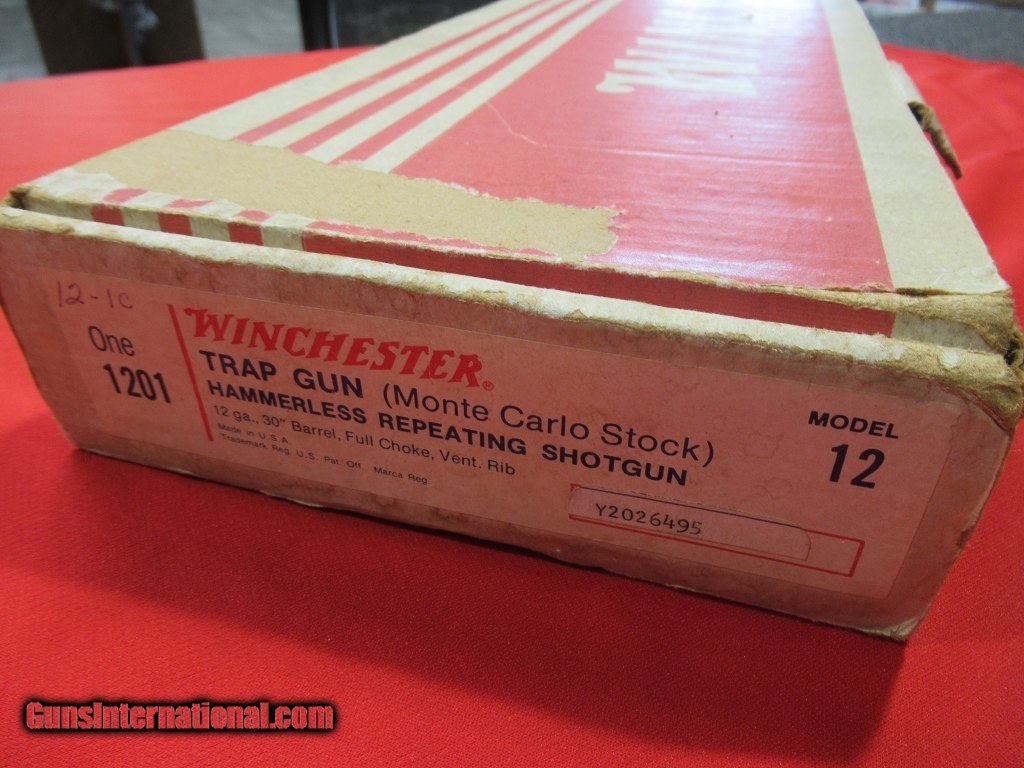 12-1C
One
1201
WINCHESTER®
TRAP GUN (Monte Carlo Stock)
HAMMERLESS REPEATING SHOTGUN
12 ga., 30" Barrel, Full Choke, Vent. Rib
Made in U.S.A.
Trademark Reg. U.S. Pat. Off. Marca Reg.
MODEL
12
Y2026495
GunsInternational.com